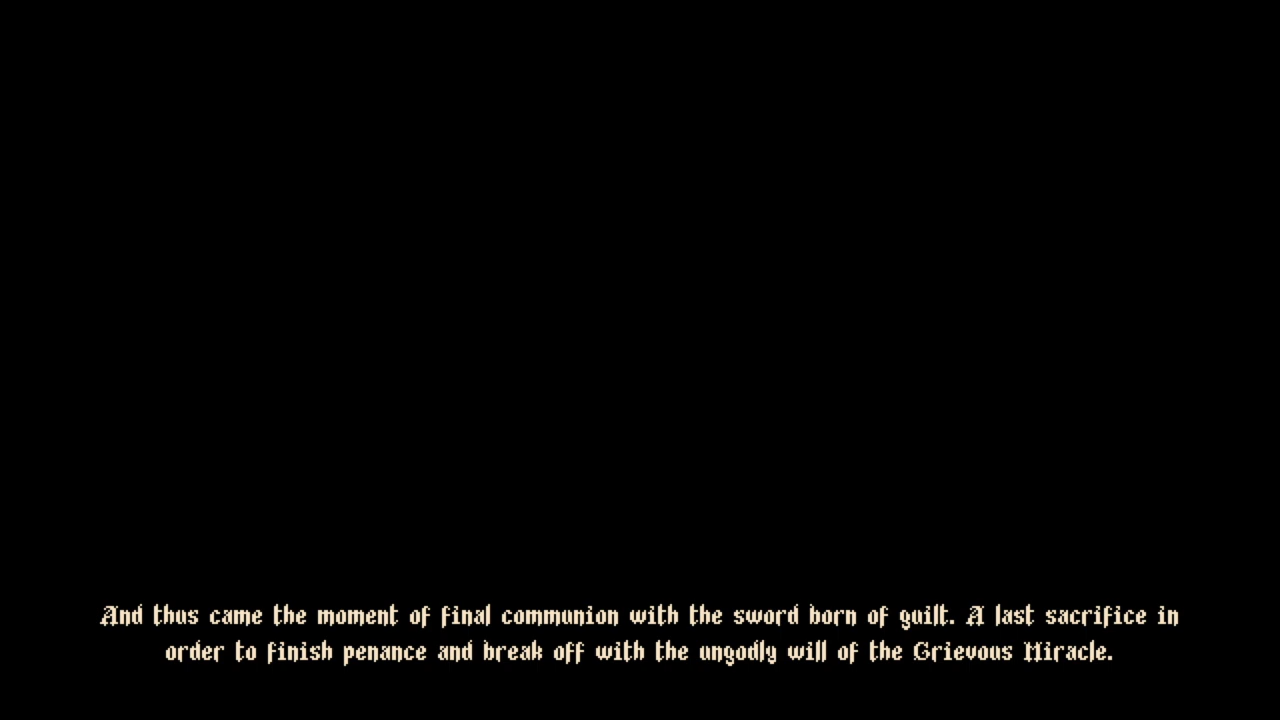 And thus came the moment of final communion with the sword born of guilt. A last sacrifice in
order to finish penance and break off with the ungodly will of the Grievous Miracle.